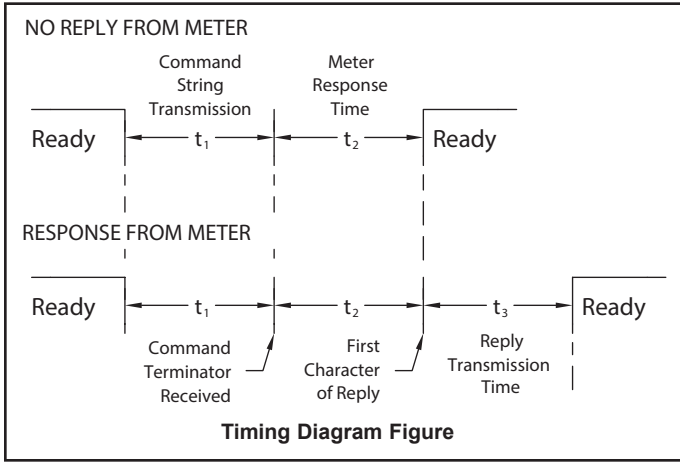 NO REPLY FROM METER
Command
String
Transmission
Meter
Response
Time
Ready
t₁
t₂
Ready
RESPONSE FROM METER
Ready
t₁
t₂
t₃
Ready
Command
Terminator
Received
First
Character
of Reply
Reply
Transmission
Time
Timing Diagram Figure